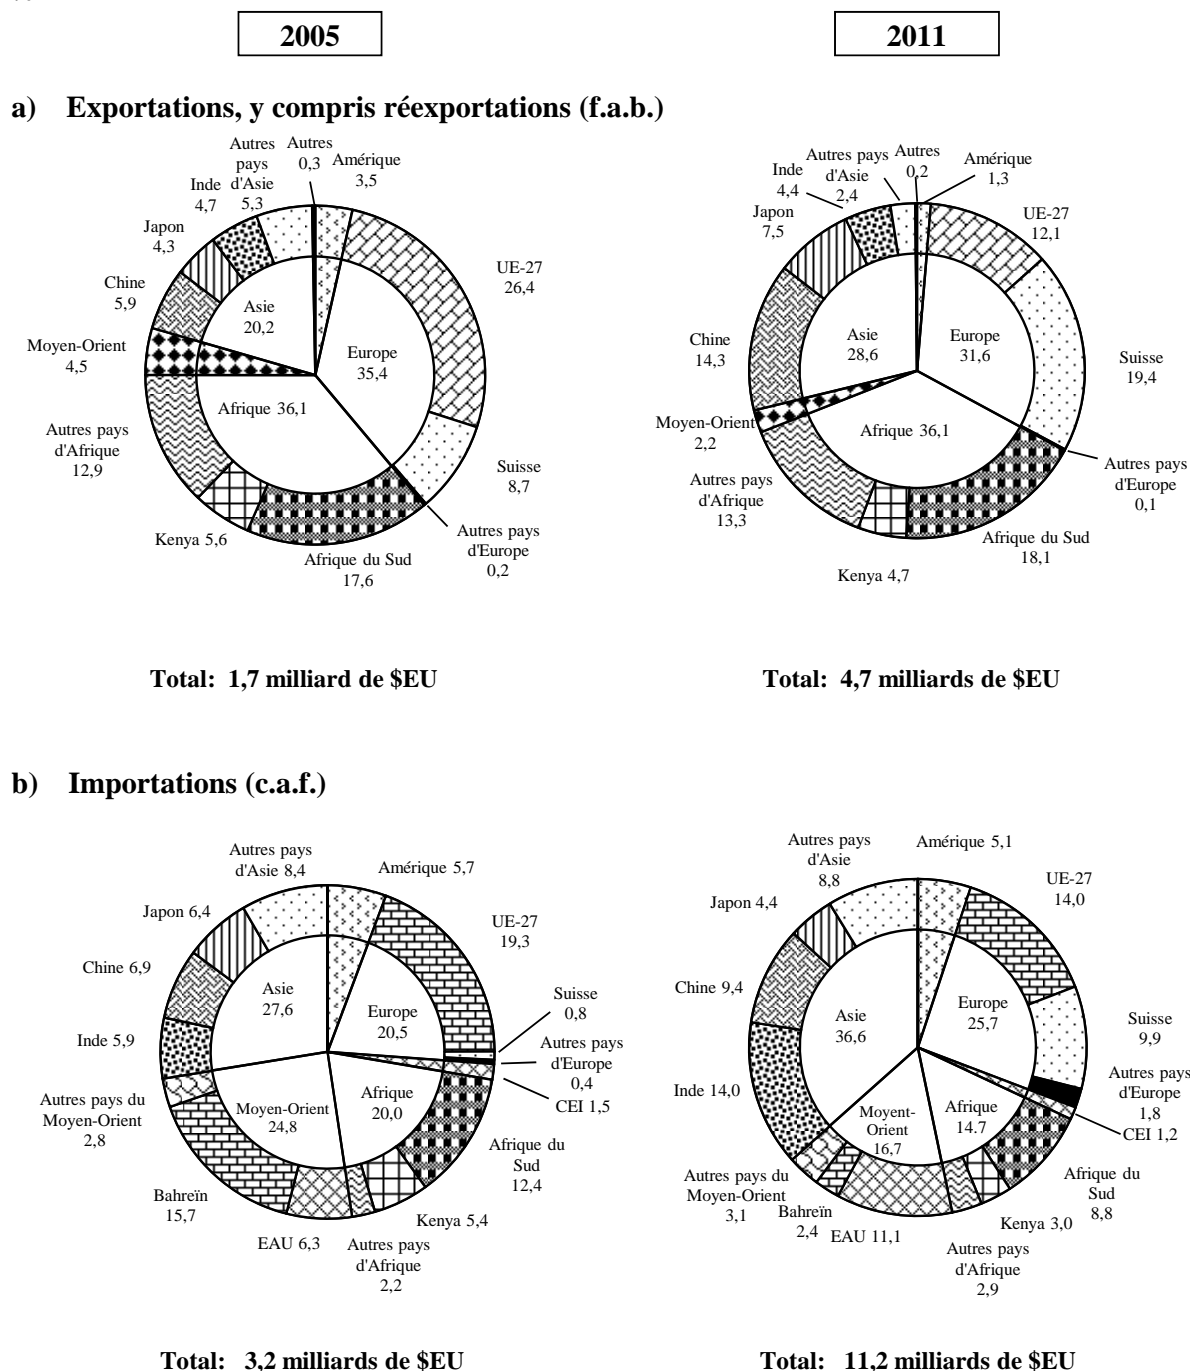 2005
2011
a) Exportations, y compris réexportations (f.a.b.)
Autres
0,3
Amérique
3,5
UE-27
26,4
Europe
35,4
Suisse
8,7
Autres pays
d'Europe
0,2
Afrique du Sud
17,6
Kenya 5,6
Autres pays
d'Afrique
12,9
Afrique 36,1
Moyen-Orient
4,5
Chine
5,9
Japon
4,3
Inde
4,7
Autres
pays
d'Asie
5,3
Asie
20,2
Autres
0,2
Amérique
1,3
UE-27
12,1
Europe
31,6
Suisse
19,4
Autres pays
d'Europe
0,1
Afrique du Sud
18,1
Kenya 4,7
Autres pays
d'Afrique
13,3
Afrique 36,1
Moyen-Orient
2,2
Chine
14,3
Japon
7,5
Inde
4,4
Autres pays
d'Asie
2,4
Asie
28,6
Total: 1,7 milliard de $EU
Total: 4,7 milliards de $EU
b) Importations (c.a.f.)
Amérique 5,7
UE-27
19,3
Europe
20,5
Suisse
0,8
Autres pays
d'Europe
0,4
CEI 1,5
Afrique
20,0
Afrique du
Sud
12,4
Kenya 5,4
Autres pays
d'Afrique
2,2
EAU 6,3
Bahreïn
15,7
Autres pays du
Moyen-Orient
2,8
Moyen-Orient
24,8
Inde 5,9
Chine 6,9
Japon 6,4
Autres pays
d'Asie 8,4
Asie
27,6
Amérique 5,1
UE-27
14,0
Europe
25,7
Suisse
9,9
Autres pays
d'Europe
1,8
CEI 1,2
Afrique
14.7
Afrique du
Sud
8,8
Kenya 3,0
Autres pays
d'Afrique
2,9
EAU 11,1
Bahreïn
2,4
Autres pays du
Moyen-Orient
3,1
Moyent-
Orient
16,7
Inde 14,0
Chine 9,4
Japon 4,4
Autres pays
d'Asie
8,8
Asie
36,6
Total: 3,2 milliards de $EU
Total: 11,2 milliards de $EU